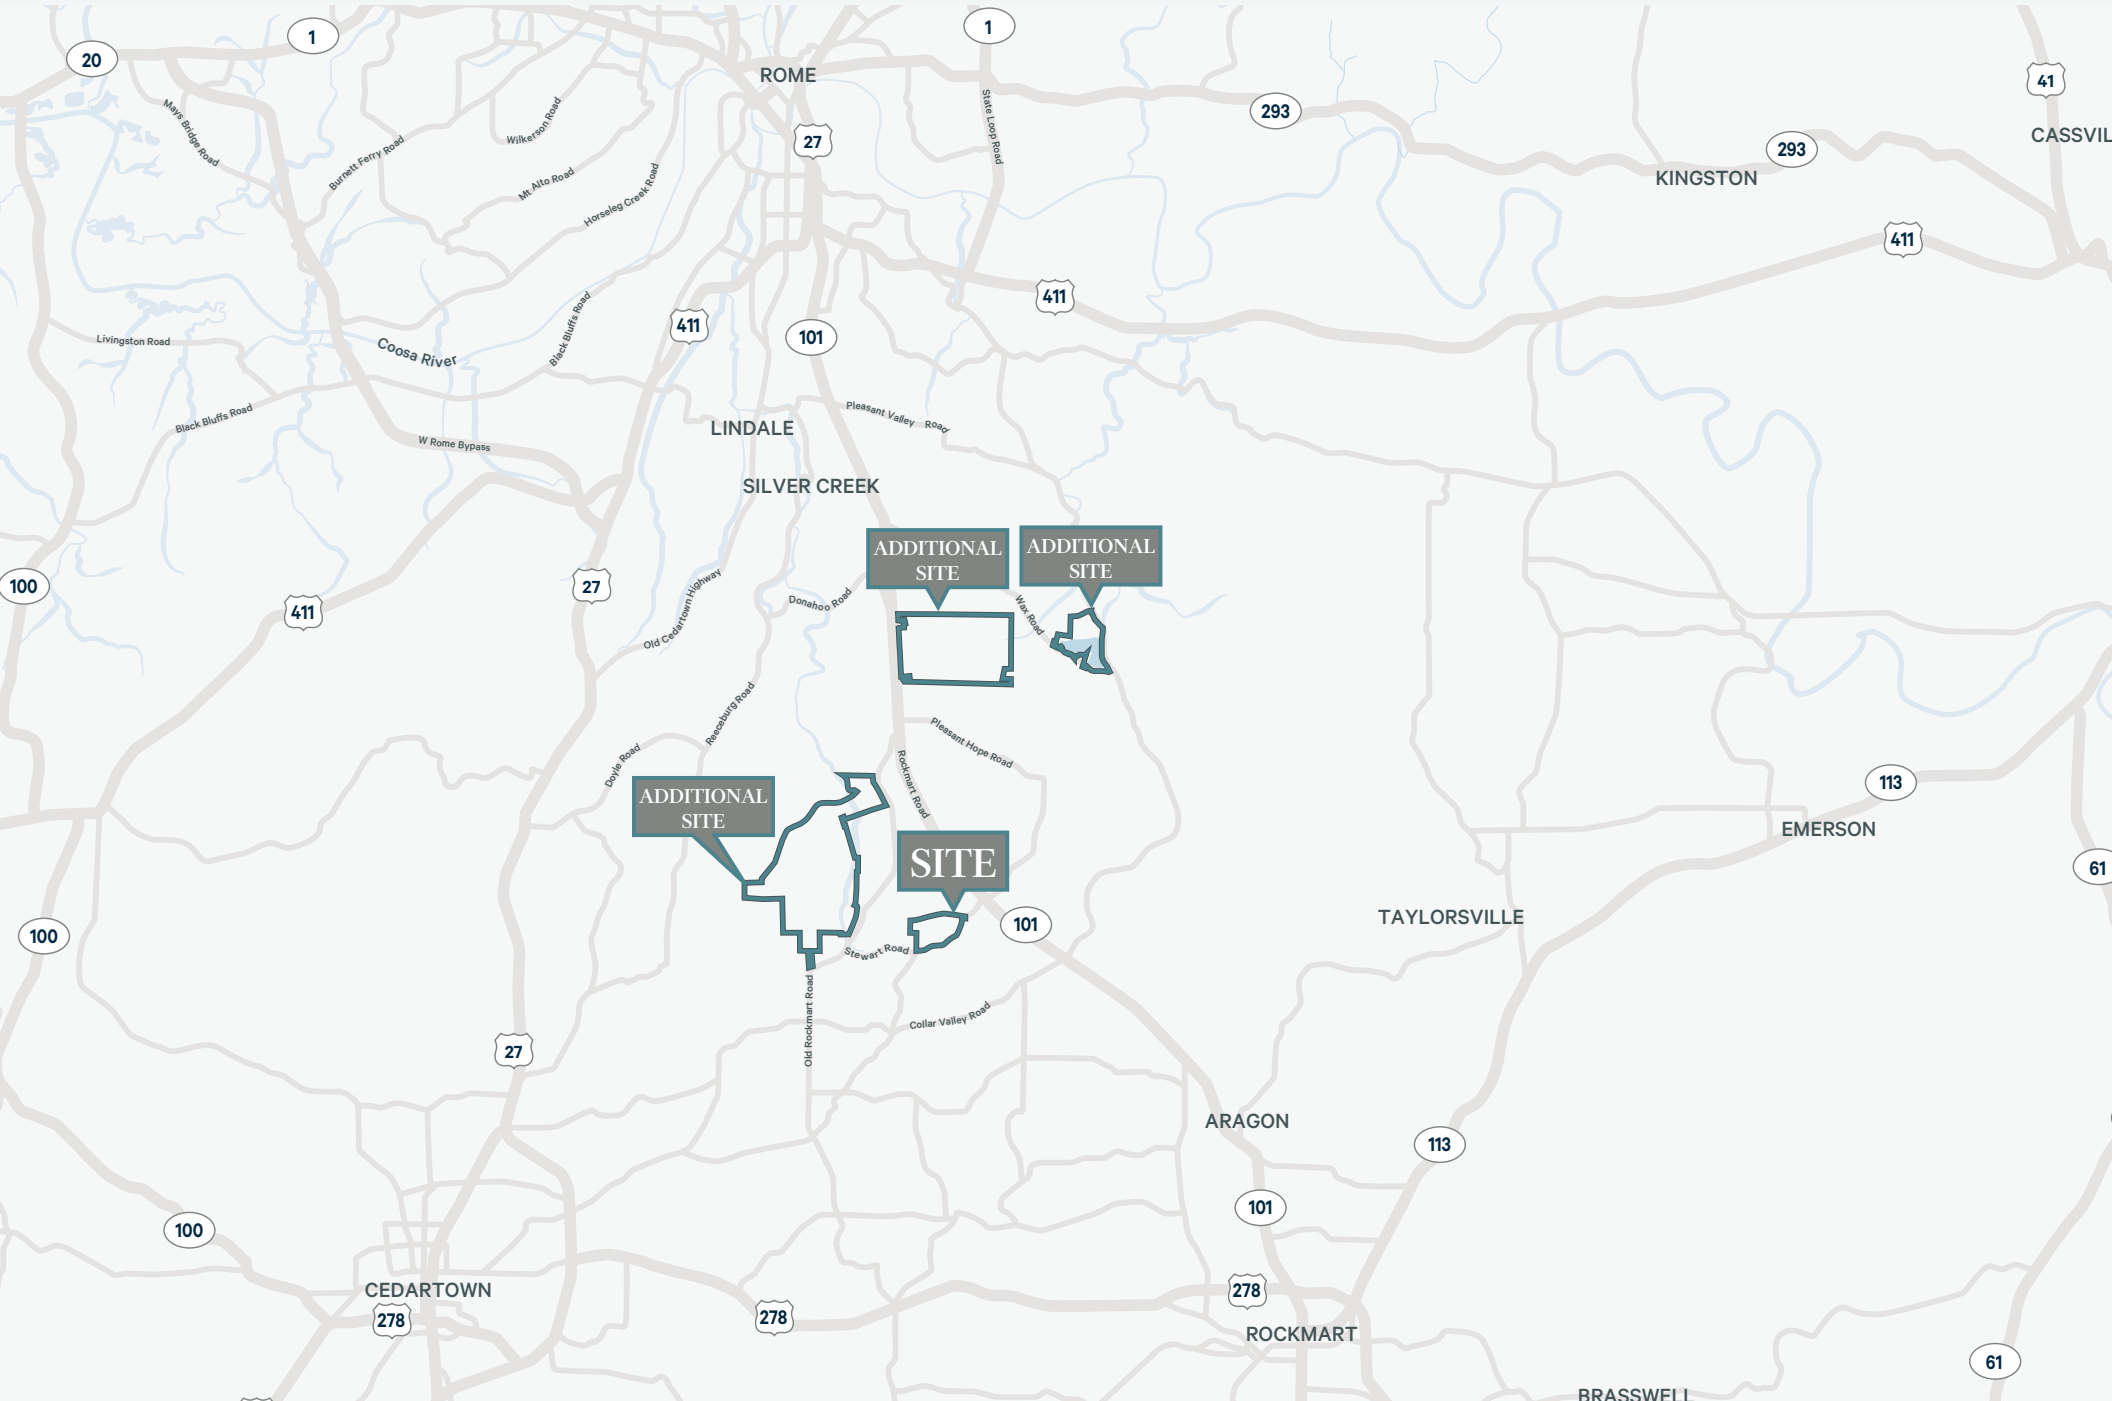 1
1
20
ROME
41
Mays Bridge Road
Wilkerson Road
293
CASSVIL
Burnett Ferry Road
27
State Loop Road
293
Mt Alto Road
KINGSTON
Horseleg Creek Road
411
411
Livingston Road
Coosa River
Black Bluffs Road
411
101
Black Bluffs Road
Pleasant Valley Road
LINDALE
W Rome Bypass
SILVER CREEK
ADDITIONAL
SITE
ADDITIONAL
SITE
100
27
411
Old Cedartown Highway
Donahoo Road
Wax Road
Reeceburg Road
Pleasant Hope Road
Doyle Road
Rockmart Road
113
ADDITIONAL
SITE
EMERSON
SITE
61
TAYLORSVILLE
100
101
Stewart Road
Old Rockmart Road
Collar Valley Road
27
ARAGON
113
101
100
CEDARTOWN
278
278
278
ROCKMART
61
BRASSWELL